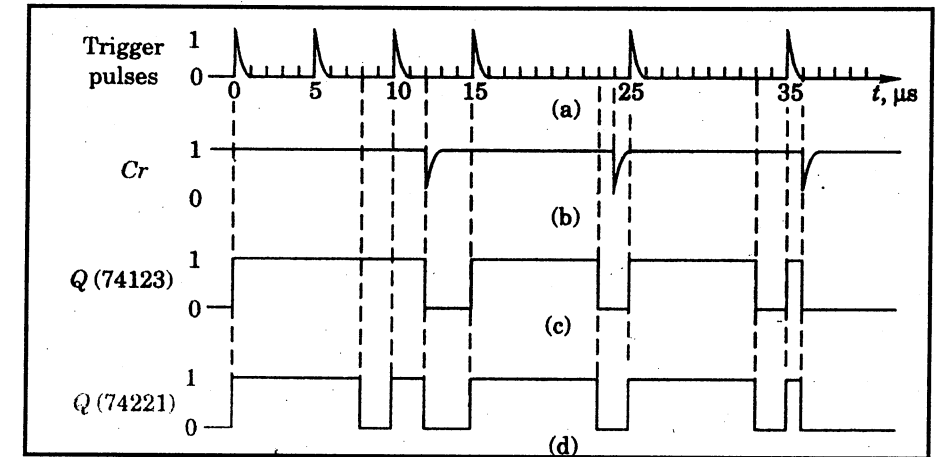 Trigger
pulses
1
0
0 5 10 15 25 35 t, μs
(a)
Cr
1
0
(b)
Q (74123)
1
0
(c)
Q (74221)
1
0
(d)